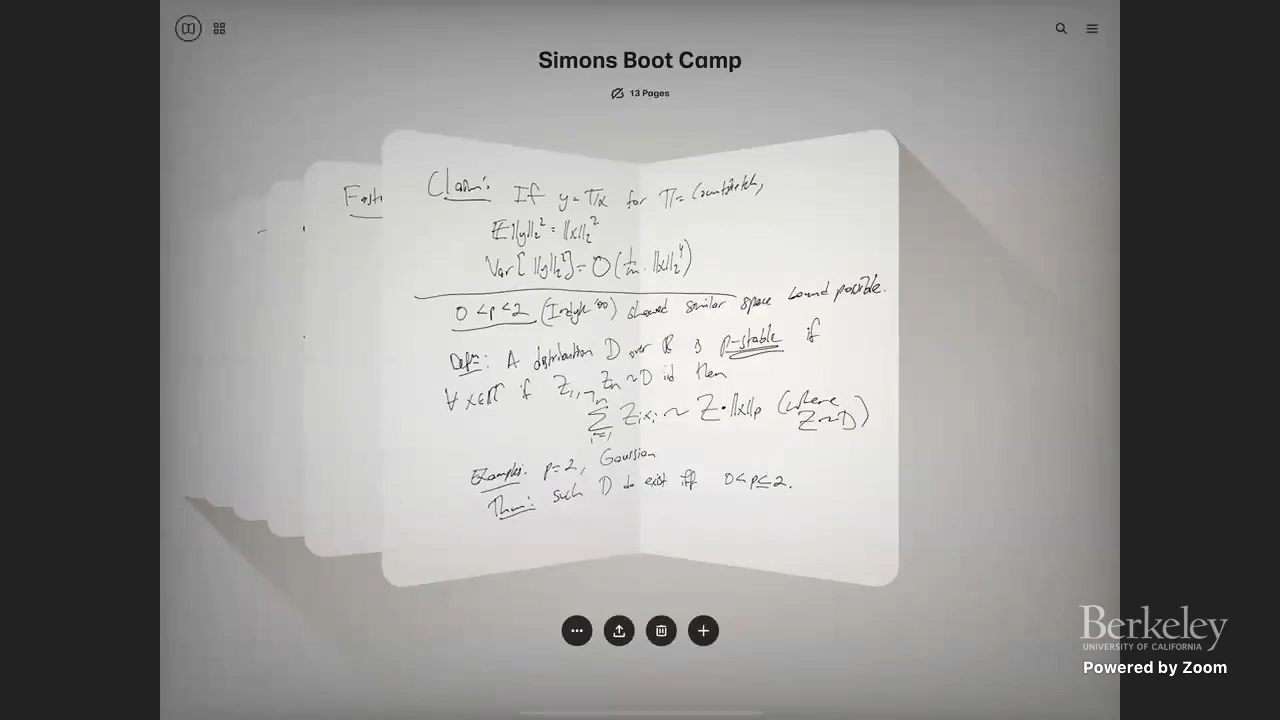 Simons Boot Camp
13 Pages
Fast
Claim: If y = Πx for Π = Countsketch,
E||y||₂² = ||x||₂²
Var[ ||y||₂² ] = O( 1/m · ||x||₂⁴ )
0 < p < 2 (Indyk '00) showed similar space bound possible.
Def=: A distribution D over ℝ is p-stable if
∀ x∈ℝⁿ if Z₁, … Zₙ ~ D iid then
∑ᵢ₌₁ⁿ Zᵢxᵢ ~ Z·||x||ₚ (where Z~D)
Examples: p=2, Gaussian
Thm: such D do exist iff 0 < p ≤ 2.
Berkeley
UNIVERSITY OF CALIFORNIA
Powered by Zoom